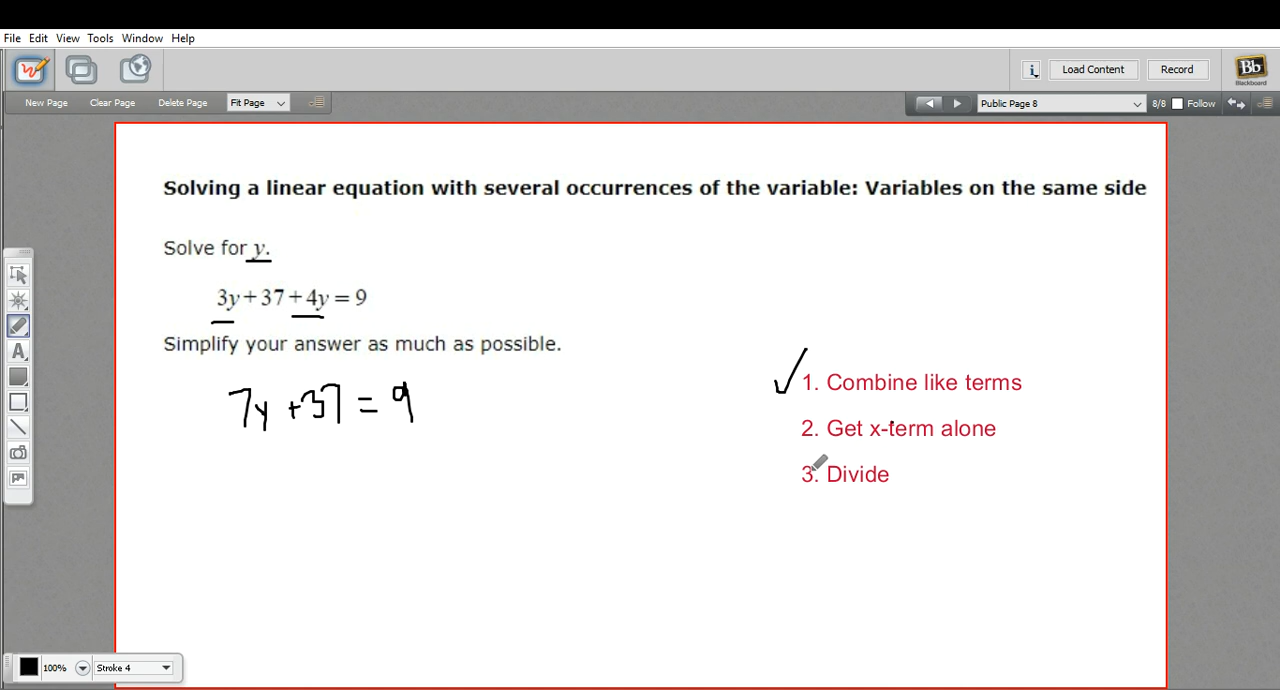 File Edit View Tools Window Help
i Load Content Record Bb Blackboard
New Page Clear Page Delete Page Fit Page Public Page 8 8/8 Follow
Solving a linear equation with several occurrences of the variable: Variables on the same side
Solve for y.
3y + 37 + 4y = 9
Simplify your answer as much as possible.
7y + 37 = 9
1. Combine like terms
2. Get x-term alone
3. Divide
A
100% Stroke 4